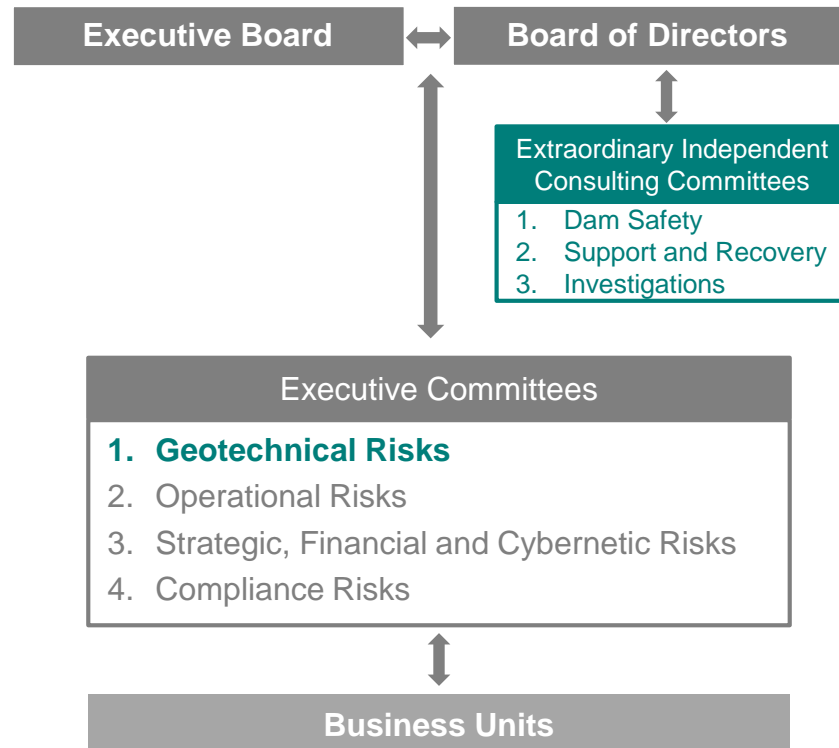 Executive Board
Board of Directors
Extraordinary Independent
Consulting Committees
1. Dam Safety
2. Support and Recovery
3. Investigations
Executive Committees
1. Geotechnical Risks
2. Operational Risks
3. Strategic, Financial and Cybernetic Risks
4. Compliance Risks
Business Units